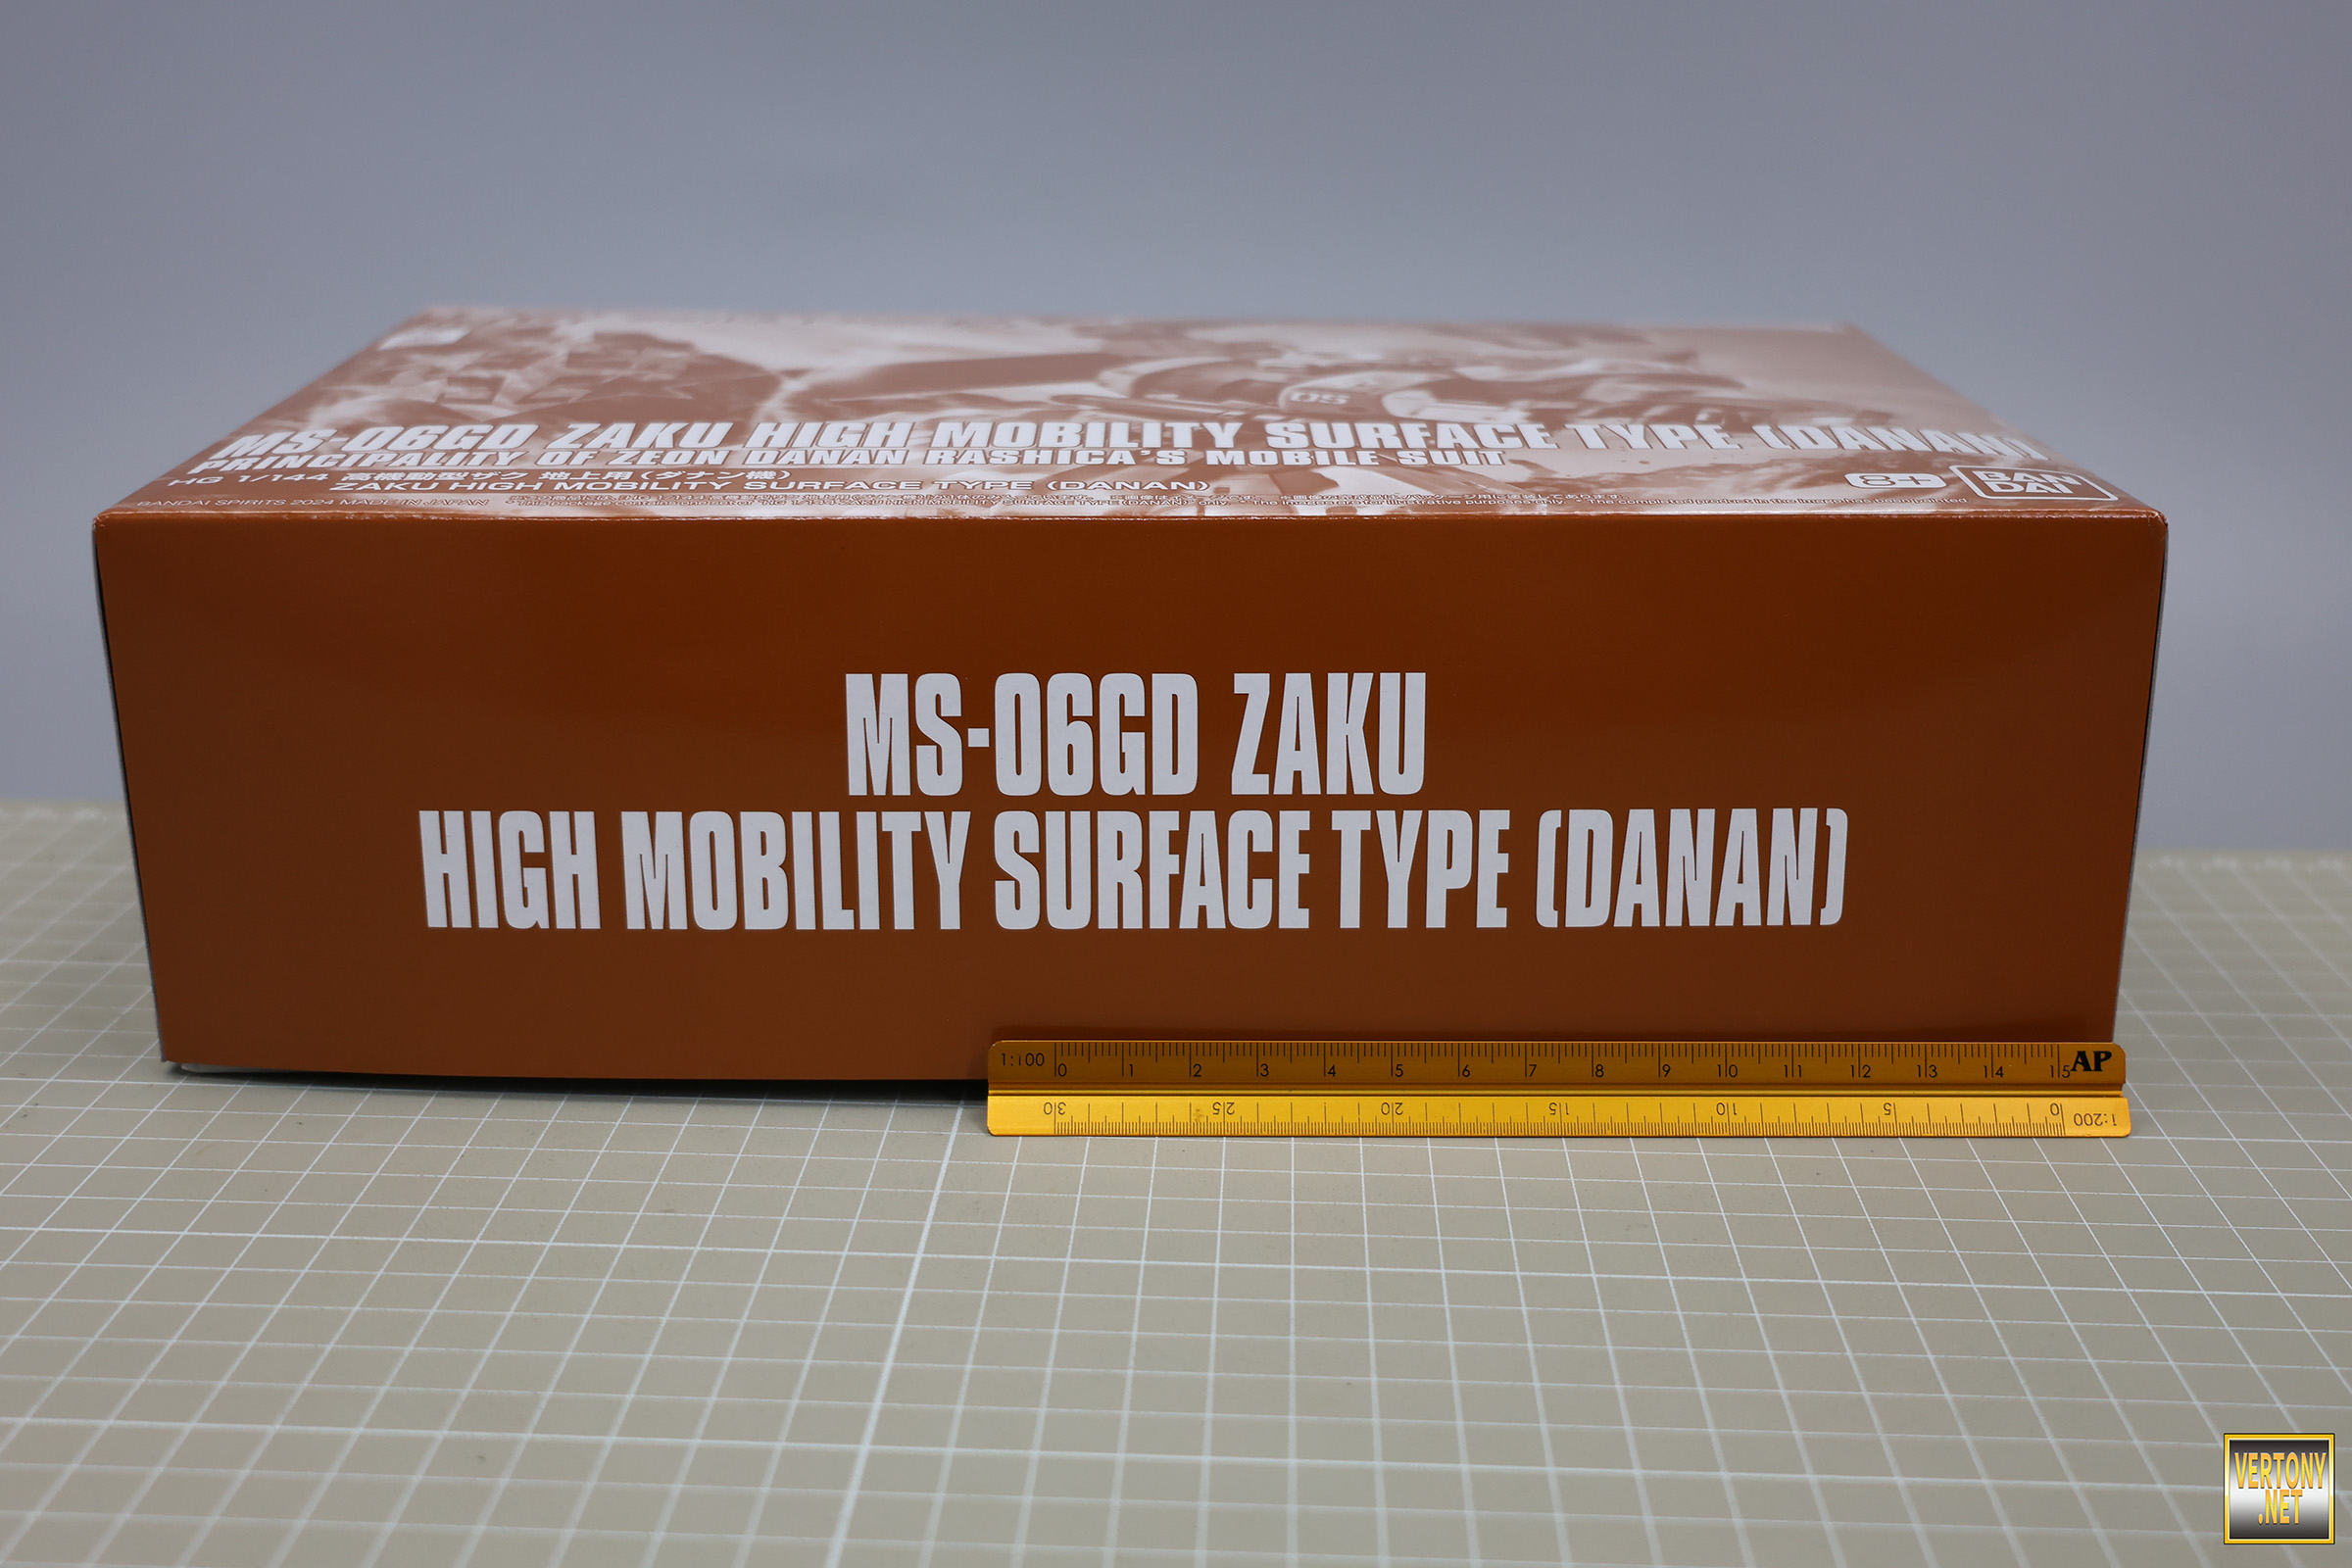 MS-06GD ZAKU HIGH MOBILITY SURFACE TYPE (DANAN)
PRINCIPALITY OF ZEON DANAN RASHICA'S MOBILE SUIT
HG 1/144 高機動型ザク 地上用(ダナン機)
ZAKU HIGH MOBILITY SURFACE TYPE (DANAN)
8+
BAN
DAI
BANDAI SPIRITS 2024 MADE IN JAPAN
MS-06GD ZAKU
HIGH MOBILITY SURFACE TYPE (DANAN)
1:100 0 1 2 3 4 5 6 7 8 9 10 11 12 13 14 15 AP
30 25 20 15 10 5 0 1:200
VERTONY
.NET